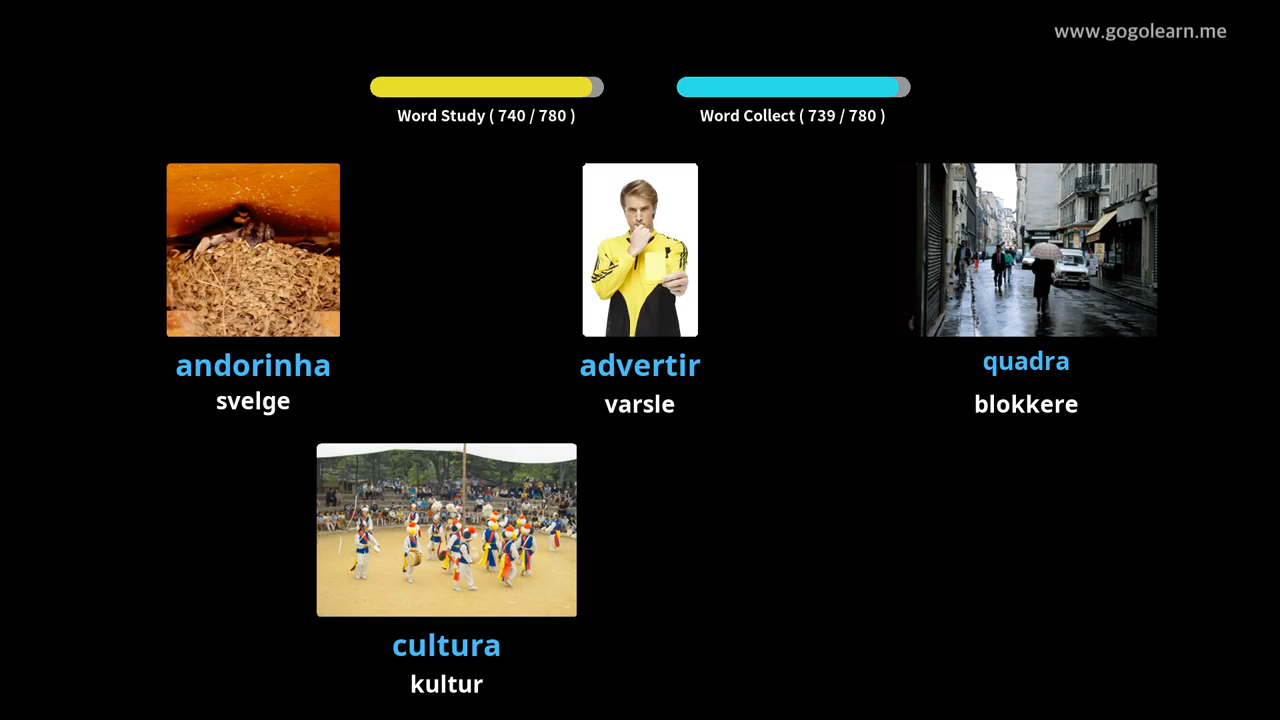 www.gogolearn.me
Word Study ( 740 / 780 )
Word Collect ( 739 / 780 )
andorinha
svelge
advertir
varsle
quadra
blokkere
cultura
kultur